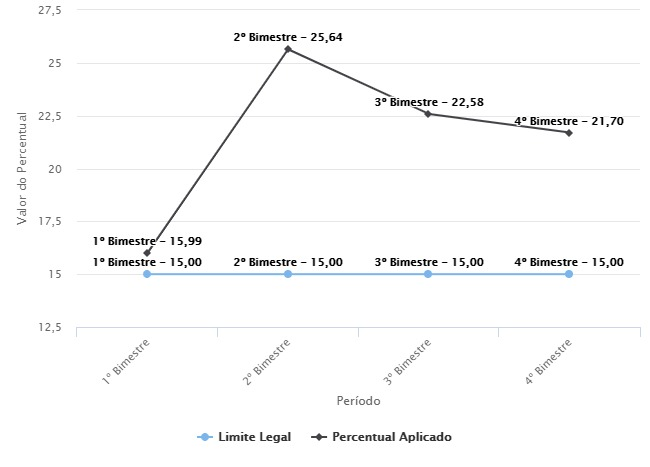 27,5
2º Bimestre – 25,64
25
3º Bimestre – 22,58
22,5
4º Bimestre – 21,70
Valor do Percentual
20
17,5
1º Bimestre – 15,99
1º Bimestre – 15,00 2º Bimestre – 15,00 3º Bimestre – 15,00 4º Bimestre – 15,00
15
12,5
1º Bimestre 2º Bimestre 3º Bimestre 4º Bimestre
Período
Limite Legal Percentual Aplicado